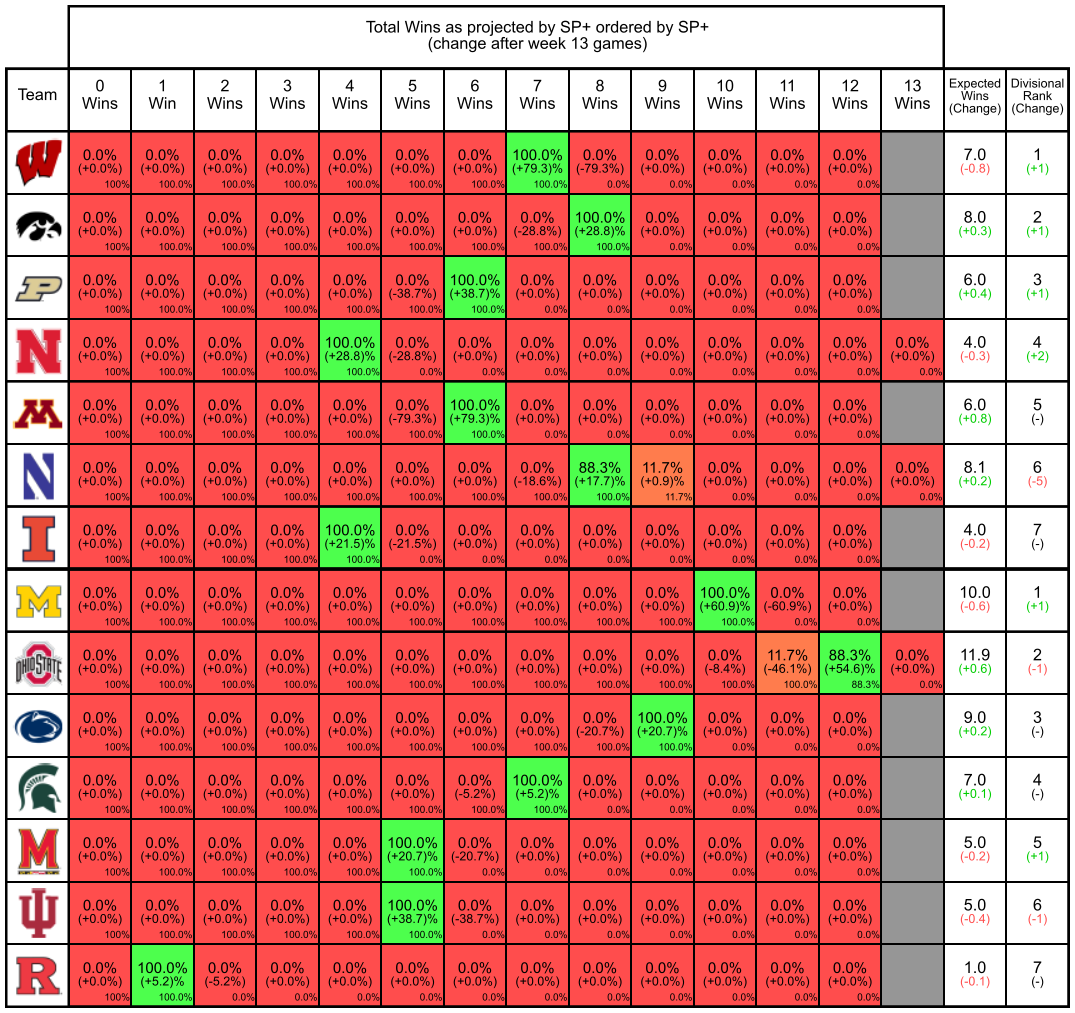 Total Wins as projected by SP+ ordered by SP+
(change after week 13 games)
Team 0 Wins 1 Win 2 Wins 3 Wins 4 Wins 5 Wins 6 Wins 7 Wins 8 Wins 9 Wins 10 Wins 11 Wins 12 Wins 13 Wins Expected Wins (Change) Divisional Rank (Change)
W 0.0% 0.0% 0.0% 0.0% 0.0% 0.0% 0.0% 100.0% 0.0% 0.0% 0.0% 0.0% 0.0% 7.0 1
(+0.0%) (+0.0%) (+0.0%) (+0.0%) (+0.0%) (+0.0%) (+0.0%) (+79.3)% (-79.3%) (+0.0%) (+0.0%) (+0.0%) (+0.0%) (-0.8) (+1)
100% 100.0% 100.0% 100.0% 100.0% 100.0% 100.0% 100.0% 0.0% 0.0% 0.0% 0.0% 0.0%
0.0% 0.0% 0.0% 0.0% 0.0% 0.0% 0.0% 0.0% 100.0% 0.0% 0.0% 0.0% 0.0% 8.0 2
(+0.0%) (+0.0%) (+0.0%) (+0.0%) (+0.0%) (+0.0%) (+0.0%) (-28.8%) (+28.8)% (+0.0%) (+0.0%) (+0.0%) (+0.0%) (+0.3) (+1)
100% 100.0% 100.0% 100.0% 100.0% 100.0% 100.0% 100.0% 100.0% 0.0% 0.0% 0.0% 0.0%
P 0.0% 0.0% 0.0% 0.0% 0.0% 0.0% 100.0% 0.0% 0.0% 0.0% 0.0% 0.0% 0.0% 6.0 3
(+0.0%) (+0.0%) (+0.0%) (+0.0%) (+0.0%) (-38.7%) (+38.7)% (+0.0%) (+0.0%) (+0.0%) (+0.0%) (+0.0%) (+0.0%) (+0.4) (+1)
100% 100.0% 100.0% 100.0% 100.0% 100.0% 100.0% 0.0% 0.0% 0.0% 0.0% 0.0% 0.0%
N 0.0% 0.0% 0.0% 0.0% 100.0% 0.0% 0.0% 0.0% 0.0% 0.0% 0.0% 0.0% 0.0% 0.0% 4.0 4
(+0.0%) (+0.0%) (+0.0%) (+0.0%) (+28.8)% (-28.8%) (+0.0%) (+0.0%) (+0.0%) (+0.0%) (+0.0%) (+0.0%) (+0.0%) (+0.0%) (-0.3) (+2)
100% 100.0% 100.0% 100.0% 100.0% 0.0% 0.0% 0.0% 0.0% 0.0% 0.0% 0.0% 0.0% 0.0%
M 0.0% 0.0% 0.0% 0.0% 0.0% 0.0% 100.0% 0.0% 0.0% 0.0% 0.0% 0.0% 0.0% 6.0 5
(+0.0%) (+0.0%) (+0.0%) (+0.0%) (+0.0%) (-79.3%) (+79.3)% (+0.0%) (+0.0%) (+0.0%) (+0.0%) (+0.0%) (+0.0%) (+0.8) (-)
100% 100.0% 100.0% 100.0% 100.0% 100.0% 100.0% 0.0% 0.0% 0.0% 0.0% 0.0% 0.0%
N 0.0% 0.0% 0.0% 0.0% 0.0% 0.0% 0.0% 0.0% 88.3% 11.7% 0.0% 0.0% 0.0% 0.0% 8.1 6
(+0.0%) (+0.0%) (+0.0%) (+0.0%) (+0.0%) (+0.0%) (+0.0%) (-18.6%) (+17.7)% (+0.9)% (+0.0%) (+0.0%) (+0.0%) (+0.0%) (+0.2) (-5)
100% 100.0% 100.0% 100.0% 100.0% 100.0% 100.0% 100.0% 100.0% 11.7% 0.0% 0.0% 0.0% 0.0%
I 0.0% 0.0% 0.0% 0.0% 100.0% 0.0% 0.0% 0.0% 0.0% 0.0% 0.0% 0.0% 0.0% 4.0 7
(+0.0%) (+0.0%) (+0.0%) (+0.0%) (+21.5)% (-21.5%) (+0.0%) (+0.0%) (+0.0%) (+0.0%) (+0.0%) (+0.0%) (+0.0%) (-0.2) (-)
100% 100.0% 100.0% 100.0% 100.0% 0.0% 0.0% 0.0% 0.0% 0.0% 0.0% 0.0% 0.0%
M 0.0% 0.0% 0.0% 0.0% 0.0% 0.0% 0.0% 0.0% 0.0% 0.0% 100.0% 0.0% 0.0% 10.0 1
(+0.0%) (+0.0%) (+0.0%) (+0.0%) (+0.0%) (+0.0%) (+0.0%) (+0.0%) (+0.0%) (+0.0%) (+60.9)% (-60.9%) (+0.0%) (-0.6) (+1)
100% 100.0% 100.0% 100.0% 100.0% 100.0% 100.0% 100.0% 100.0% 100.0% 100.0% 0.0% 0.0%
OHIO STATE 0.0% 0.0% 0.0% 0.0% 0.0% 0.0% 0.0% 0.0% 0.0% 0.0% 0.0% 11.7% 88.3% 0.0% 11.9 2
(+0.0%) (+0.0%) (+0.0%) (+0.0%) (+0.0%) (+0.0%) (+0.0%) (+0.0%) (+0.0%) (+0.0%) (-8.4%) (-46.1%) (+54.6)% (+0.0%) (+0.6) (-1)
100% 100.0% 100.0% 100.0% 100.0% 100.0% 100.0% 100.0% 100.0% 100.0% 100.0% 100.0% 88.3% 0.0%
0.0% 0.0% 0.0% 0.0% 0.0% 0.0% 0.0% 0.0% 0.0% 100.0% 0.0% 0.0% 0.0% 9.0 3
(+0.0%) (+0.0%) (+0.0%) (+0.0%) (+0.0%) (+0.0%) (+0.0%) (+0.0%) (-20.7%) (+20.7)% (+0.0%) (+0.0%) (+0.0%) (+0.2) (-)
100% 100.0% 100.0% 100.0% 100.0% 100.0% 100.0% 100.0% 100.0% 100.0% 0.0% 0.0% 0.0%
0.0% 0.0% 0.0% 0.0% 0.0% 0.0% 0.0% 100.0% 0.0% 0.0% 0.0% 0.0% 0.0% 7.0 4
(+0.0%) (+0.0%) (+0.0%) (+0.0%) (+0.0%) (+0.0%) (-5.2%) (+5.2)% (+0.0%) (+0.0%) (+0.0%) (+0.0%) (+0.0%) (+0.1) (-)
100% 100.0% 100.0% 100.0% 100.0% 100.0% 100.0% 100.0% 0.0% 0.0% 0.0% 0.0% 0.0%
M 0.0% 0.0% 0.0% 0.0% 0.0% 100.0% 0.0% 0.0% 0.0% 0.0% 0.0% 0.0% 0.0% 5.0 5
(+0.0%) (+0.0%) (+0.0%) (+0.0%) (+0.0%) (+20.7)% (-20.7%) (+0.0%) (+0.0%) (+0.0%) (+0.0%) (+0.0%) (+0.0%) (-0.2) (+1)
100% 100.0% 100.0% 100.0% 100.0% 100.0% 0.0% 0.0% 0.0% 0.0% 0.0% 0.0% 0.0%
0.0% 0.0% 0.0% 0.0% 0.0% 100.0% 0.0% 0.0% 0.0% 0.0% 0.0% 0.0% 0.0% 5.0 6
(+0.0%) (+0.0%) (+0.0%) (+0.0%) (+0.0%) (+38.7)% (-38.7%) (+0.0%) (+0.0%) (+0.0%) (+0.0%) (+0.0%) (+0.0%) (-0.4) (-1)
100% 100.0% 100.0% 100.0% 100.0% 100.0% 0.0% 0.0% 0.0% 0.0% 0.0% 0.0% 0.0%
R 0.0% 100.0% 0.0% 0.0% 0.0% 0.0% 0.0% 0.0% 0.0% 0.0% 0.0% 0.0% 0.0% 1.0 7
(+0.0%) (+5.2)% (-5.2%) (+0.0%) (+0.0%) (+0.0%) (+0.0%) (+0.0%) (+0.0%) (+0.0%) (+0.0%) (+0.0%) (+0.0%) (-0.1) (-)
100% 100.0% 0.0% 0.0% 0.0% 0.0% 0.0% 0.0% 0.0% 0.0% 0.0% 0.0% 0.0%